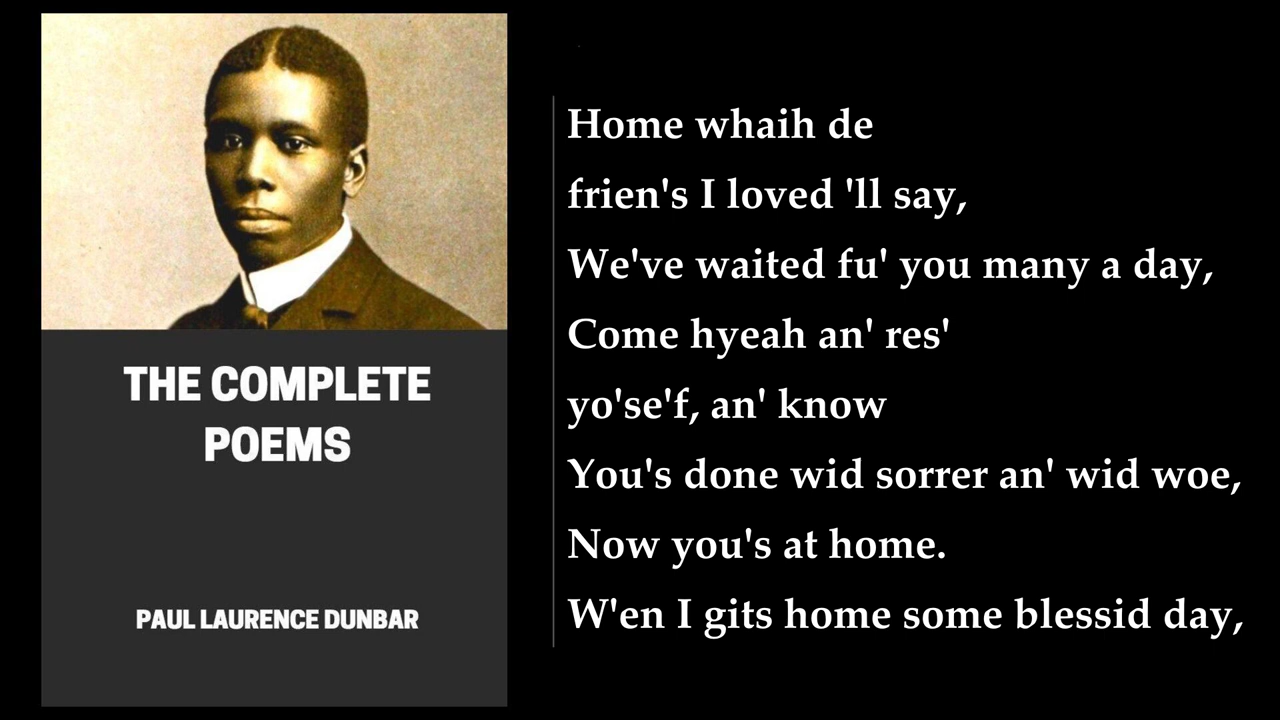 THE COMPLETE
POEMS
PAUL LAURENCE DUNBAR
Home whaih de
frien's I loved 'll say,
We've waited fu' you many a day,
Come hyeah an' res'
yo'se'f, an' know
You's done wid sorrer an' wid woe,
Now you's at home.
W'en I gits home some blessid day,